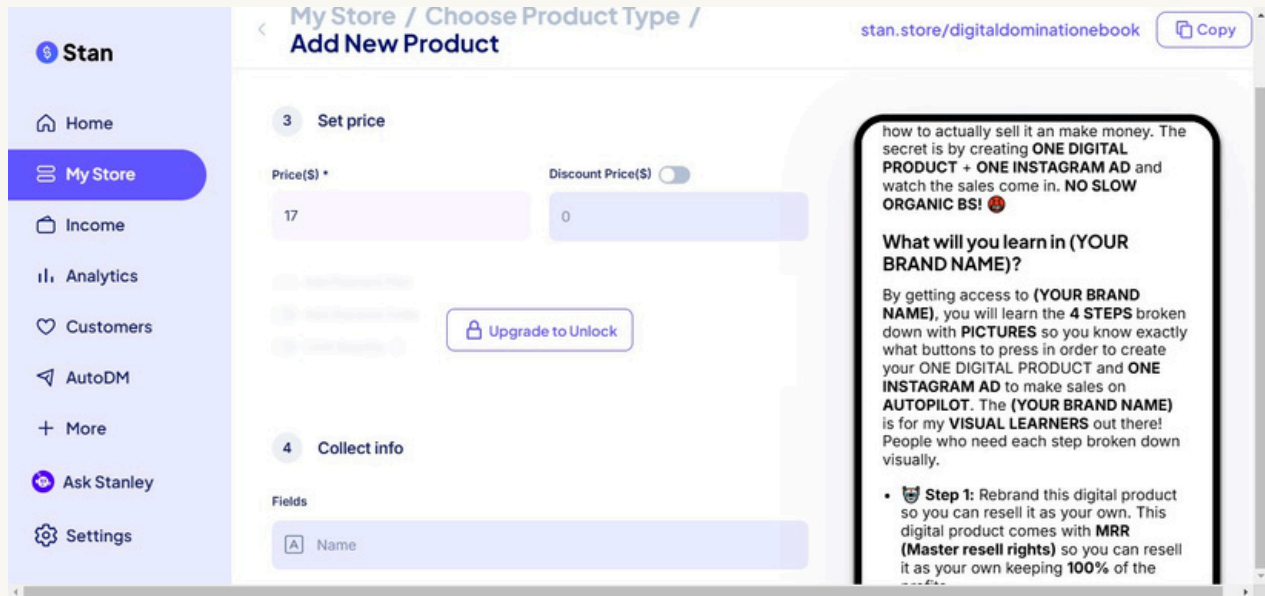 My Store / Choose Product Type /
Add New Product
stan.store/digitaldominationebook
Copy
Stan
Home
My Store
Income
Analytics
Customers
AutoDM
More
Ask Stanley
Settings
3 Set price
Price($) *
Discount Price($)
17
0
Upgrade to Unlock
4 Collect info
Fields
Name
how to actually sell it an make money. The
secret is by creating ONE DIGITAL
PRODUCT + ONE INSTAGRAM AD and
watch the sales come in. NO SLOW
ORGANIC BS!
What will you learn in (YOUR
BRAND NAME)?
By getting access to (YOUR BRAND
NAME), you will learn the 4 STEPS broken
down with PICTURES so you know exactly
what buttons to press in order to create
your ONE DIGITAL PRODUCT and ONE
INSTAGRAM AD to make sales on
AUTOPILOT. The (YOUR BRAND NAME)
is for my VISUAL LEARNERS out there!
People who need each step broken down
visually.
• Step 1: Rebrand this digital product
so you can resell it as your own. This
digital product comes with MRR
(Master resell rights) so you can resell
it as your own keeping 100% of the